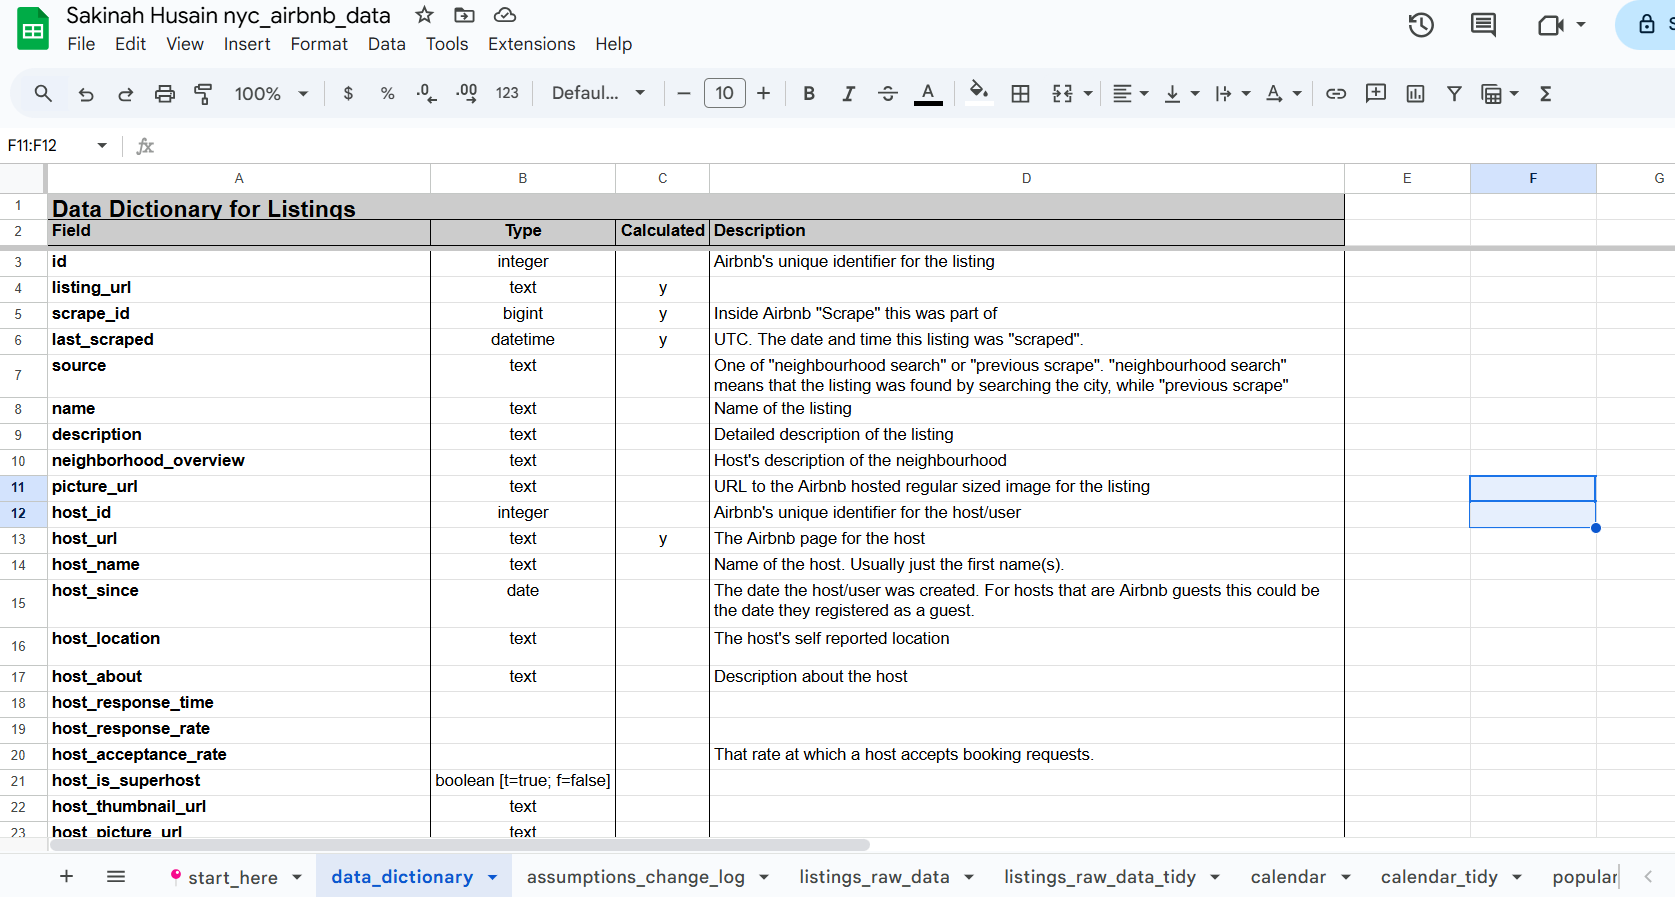 Sakinah Husain nyc_airbnb_data
File Edit View Insert Format Data Tools Extensions Help
100% $ % .0 .00 123 Defaul... − 10 + B I S A Σ
F11:F12 fx
A B C D E F G
1 Data Dictionary for Listings
2 Field Type Calculated Description
3 id integer Airbnb's unique identifier for the listing
4 listing_url text y
5 scrape_id bigint y Inside Airbnb "Scrape" this was part of
6 last_scraped datetime y UTC. The date and time this listing was "scraped".
7 source text One of "neighbourhood search" or "previous scrape". "neighbourhood search"
means that the listing was found by searching the city, while "previous scrape"
8 name text Name of the listing
9 description text Detailed description of the listing
10 neighborhood_overview text Host's description of the neighbourhood
11 picture_url text URL to the Airbnb hosted regular sized image for the listing
12 host_id integer Airbnb's unique identifier for the host/user
13 host_url text y The Airbnb page for the host
14 host_name text Name of the host. Usually just the first name(s).
15 host_since date The date the host/user was created. For hosts that are Airbnb guests this could be
the date they registered as a guest.
16 host_location text The host's self reported location
17 host_about text Description about the host
18 host_response_time
19 host_response_rate
20 host_acceptance_rate That rate at which a host accepts booking requests.
21 host_is_superhost boolean [t=true; f=false]
22 host_thumbnail_url text
23 host_picture_url text
+ start_here data_dictionary assumptions_change_log listings_raw_data listings_raw_data_tidy calendar calendar_tidy popular